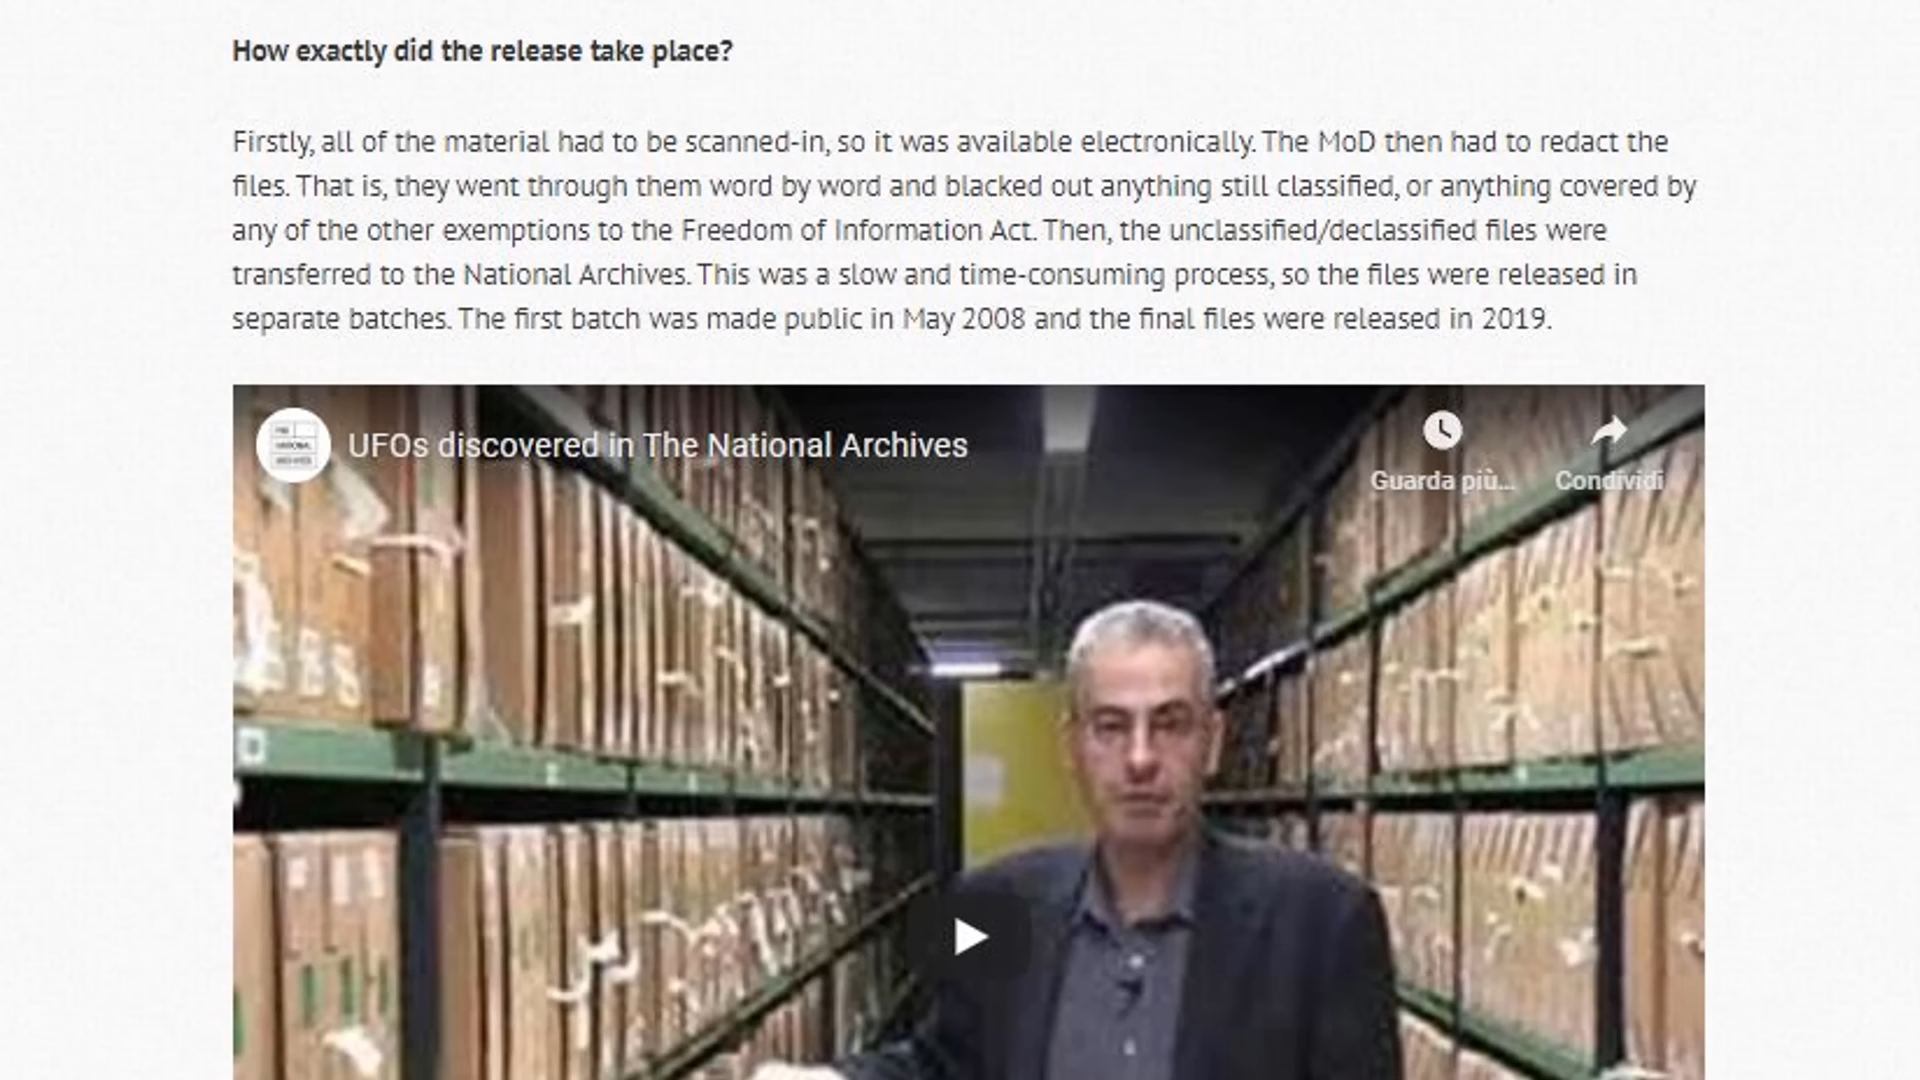 How exactly did the release take place?
Firstly, all of the material had to be scanned-in, so it was available electronically. The MoD then had to redact the
files. That is, they went through them word by word and blacked out anything still classified, or anything covered by
any of the other exemptions to the Freedom of Information Act. Then, the unclassified/declassified files were
transferred to the National Archives. This was a slow and time-consuming process, so the files were released in
separate batches. The first batch was made public in May 2008 and the final files were released in 2019.
UFOs discovered in The National Archives
Guarda più...
Condividi